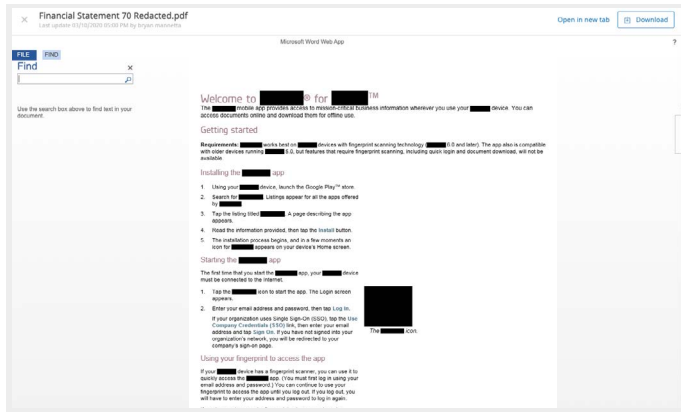 Financial Statement 70 Redacted.pdf
Last update 03/10/2020 05:00 PM by bryan mannetta
Open in new tab
Download
Microsoft Word Web App
?
FILE FIND
Find
Use the search box above to find text in your
document.
Welcome to ® for ™
The mobile app provides access to mission-critical business information wherever you use your device. You can
access documents online and download them for offline use.
Getting started
Requirements: works best on devices with fingerprint scanning technology ( 6.0 and later). The app also is compatible
with older devices running 5.0, but features that require fingerprint scanning, including quick login and document download, will not be
available.
Installing the app
1. Using your device, launch the Google Play™ store.
2. Search for . Listings appear for all the apps offered
by
3. Tap the listing titled . A page describing the app
appears.
4. Read the information provided, then tap the Install button.
5. The installation process begins, and in a few moments an
icon for appears on your device's Home screen.
Starting the app
The first time that you start the app, your device
must be connected to the internet.
1. Tap the icon to start the app. The Login screen
appears.
2. Enter your email address and password, then tap Log In.
If your organization uses Single Sign-On (SSO), tap the Use
Company Credentials (SSO) link, then enter your email
address and tap Sign On. If you have not signed into your
organization's network, you will be redirected to your
company's sign-on page.
The icon.
Using your fingerprint to access the app
If your device has a fingerprint scanner, you can use it to
quickly access the app. (You must first log in using your
email address and password.) You can continue to use your
fingerprint to access the app until you log out. If you log out, you
will have to enter your address and password to log in again.